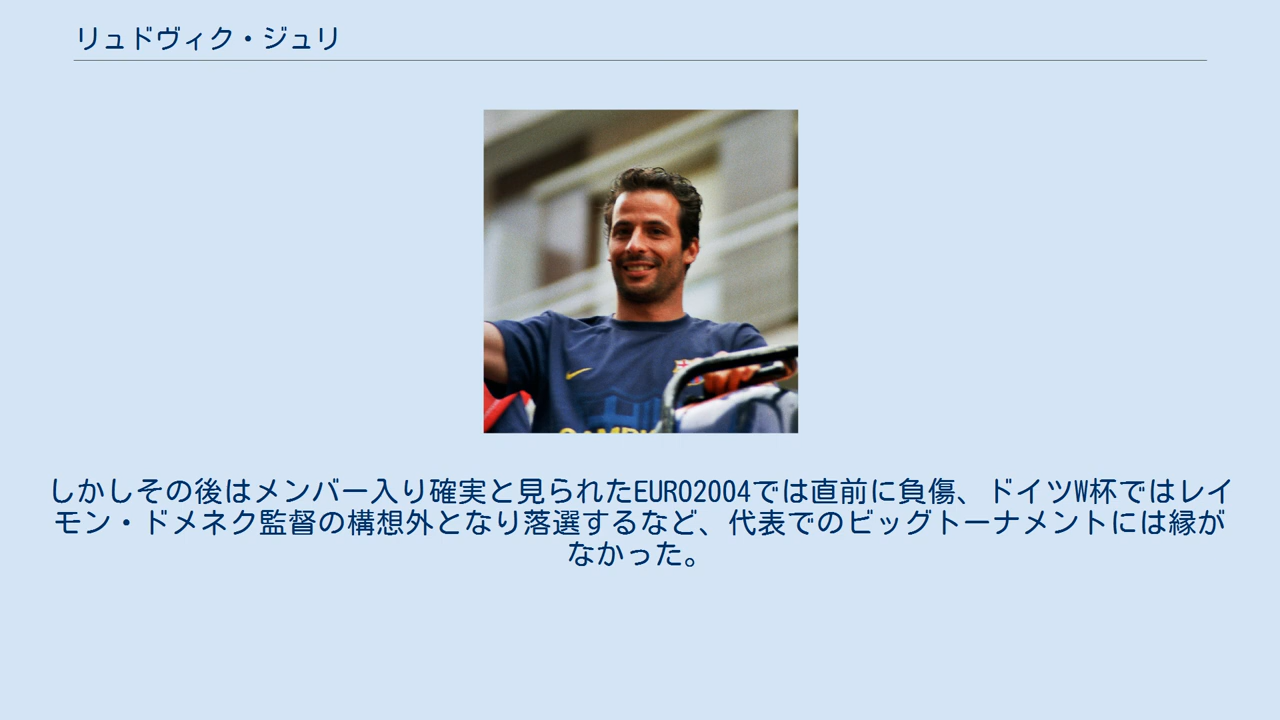 リュドヴィク・ジュリ
しかしその後はメンバー入り確実と見られたEURO2004では直前に負傷、ドイツW杯ではレイ
モン・ドメネク監督の構想外となり落選するなど、代表でのビッグトーナメントには縁が
なかった。